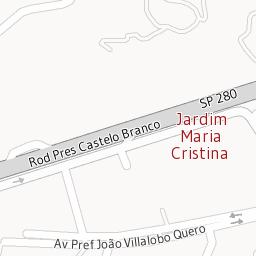 SP 280
Rod Pres Castelo Branco
Jardim
Maria
Cristina
Av Pref João Villalobo Quero